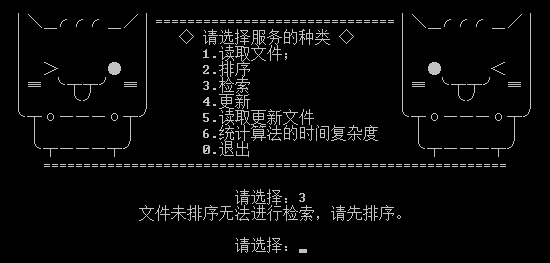 ◇ 请选择服务的种类 ◇
1.读取文件;
2.排序
3.检索
4.更新
5.读取更新文件
6.统计算法的时间复杂度
0.退出
请选择: 3
文件未排序无法进行检索, 请先排序。
请选择: